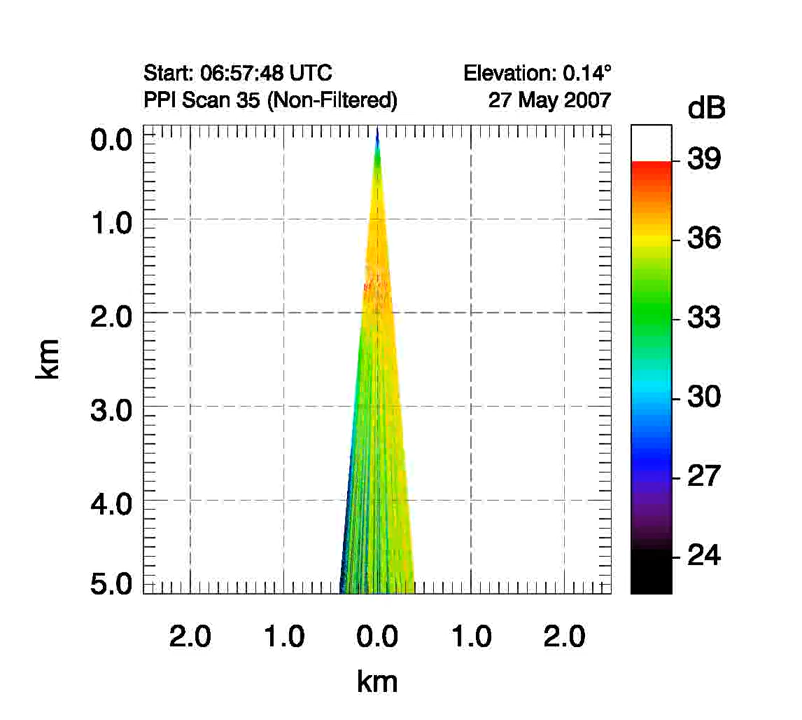 Start: 06:57:48 UTC
Elevation: 0.14°
PPI Scan 35 (Non-Filtered)
27 May 2007
dB
0.0
1.0
2.0
3.0
4.0
5.0
km
39
36
33
30
27
24
2.0 1.0 0.0 1.0 2.0
km